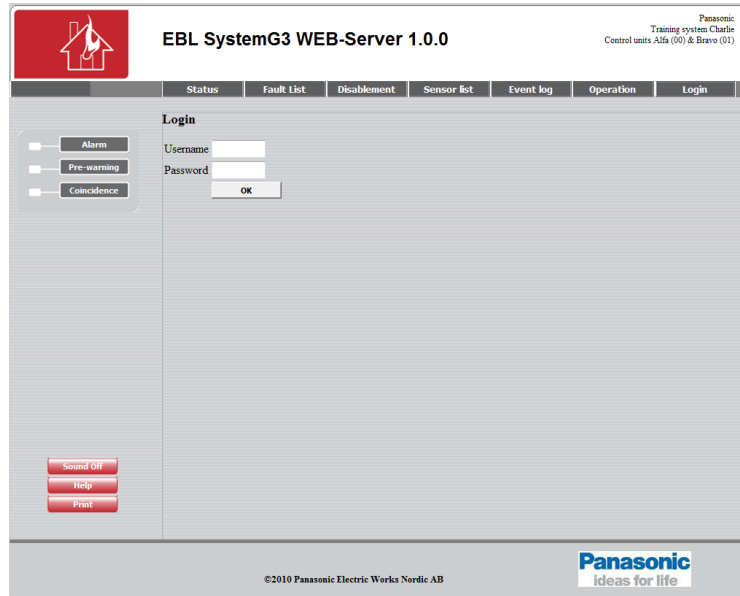 EBL SystemG3 WEB-Server 1.0.0
Panasonic
Training system Charlie
Control units Alfa (00) & Bravo (01)
Status Fault List Disablement Sensor list Event log Operation Login
Login
Alarm
Pre-warning
Coincidence
Username
Password
OK
Sound Off
Help
Print
©2010 Panasonic Electric Works Nordic AB
Panasonic
ideas for life